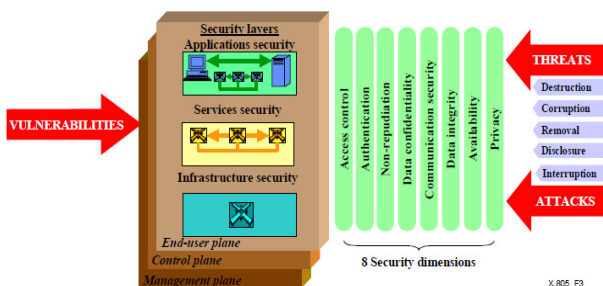 Security layers
Applications security
Services security
Infrastructure security
End-user plane
Control plane
Management plane
VULNERABILITIES
Access control
Authentication
Non-repudiation
Data confidentiality
Communication security
Data integrity
Availability
Privacy
8 Security dimensions
THREATS
Destruction
Corruption
Removal
Disclosure
Interruption
ATTACKS
X.805_F3